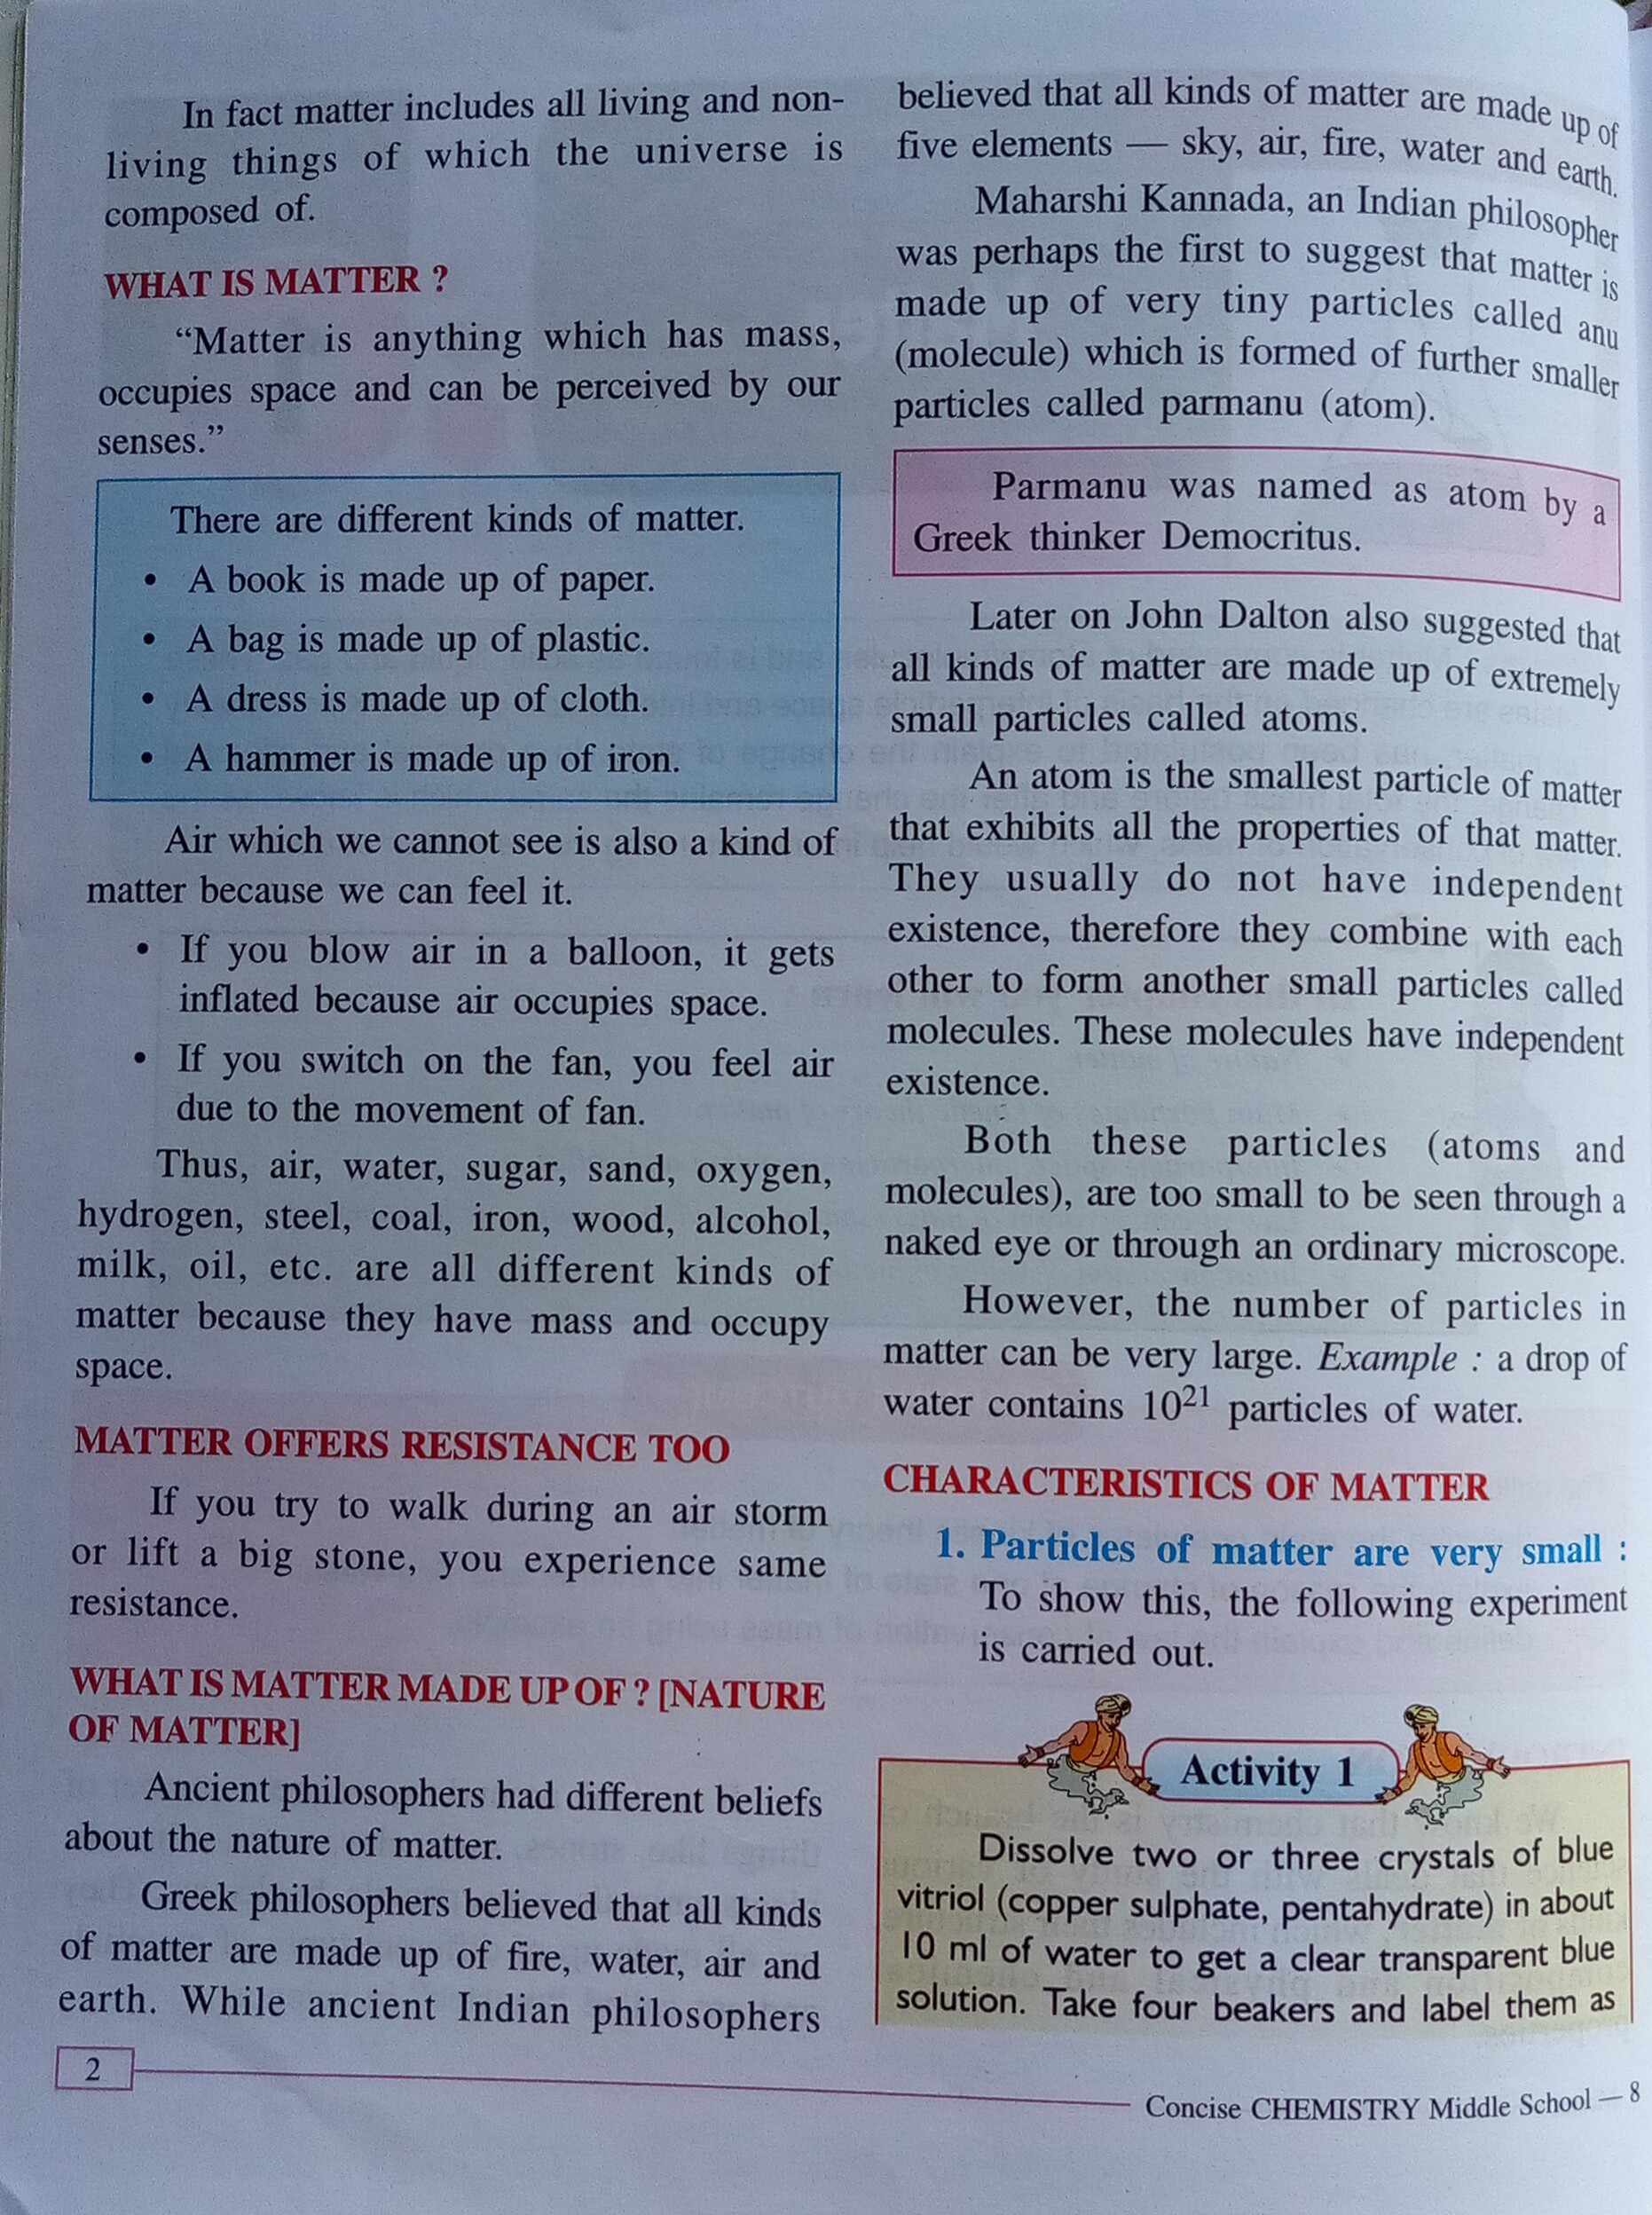 In fact matter includes all living and non-
living things of which the universe is
composed of.
WHAT IS MATTER ?
“Matter is anything which has mass,
occupies space and can be perceived by our
senses.”
There are different kinds of matter.
• A book is made up of paper.
• A bag is made up of plastic.
• A dress is made up of cloth.
• A hammer is made up of iron.
Air which we cannot see is also a kind of
matter because we can feel it.
• If you blow air in a balloon, it gets
inflated because air occupies space.
• If you switch on the fan, you feel air
due to the movement of fan.
Thus, air, water, sugar, sand, oxygen,
hydrogen, steel, coal, iron, wood, alcohol,
milk, oil, etc. are all different kinds of
matter because they have mass and occupy
space.
MATTER OFFERS RESISTANCE TOO
If you try to walk during an air storm
or lift a big stone, you experience same
resistance.
WHAT IS MATTER MADE UP OF ? [NATURE
OF MATTER]
Ancient philosophers had different beliefs
about the nature of matter.
Greek philosophers believed that all kinds
of matter are made up of fire, water, air and
earth. While ancient Indian philosophers
believed that all kinds of matter are made up of
five elements — sky, air, fire, water and earth.
Maharshi Kannada, an Indian philosopher
was perhaps the first to suggest that matter is
made up of very tiny particles called anu
(molecule) which is formed of further smaller
particles called parmanu (atom).
Parmanu was named as atom by a
Greek thinker Democritus.
Later on John Dalton also suggested that
all kinds of matter are made up of extremely
small particles called atoms.
An atom is the smallest particle of matter
that exhibits all the properties of that matter.
They usually do not have independent
existence, therefore they combine with each
other to form another small particles called
molecules. These molecules have independent
existence.
Both these particles (atoms and
molecules), are too small to be seen through a
naked eye or through an ordinary microscope.
However, the number of particles in
matter can be very large. Example : a drop of
water contains 10²¹ particles of water.
CHARACTERISTICS OF MATTER
1. Particles of matter are very small :
To show this, the following experiment
is carried out.
Activity 1
Dissolve two or three crystals of blue
vitriol (copper sulphate, pentahydrate) in about
10 ml of water to get a clear transparent blue
solution. Take four beakers and label them as
2
Concise CHEMISTRY Middle School — 8